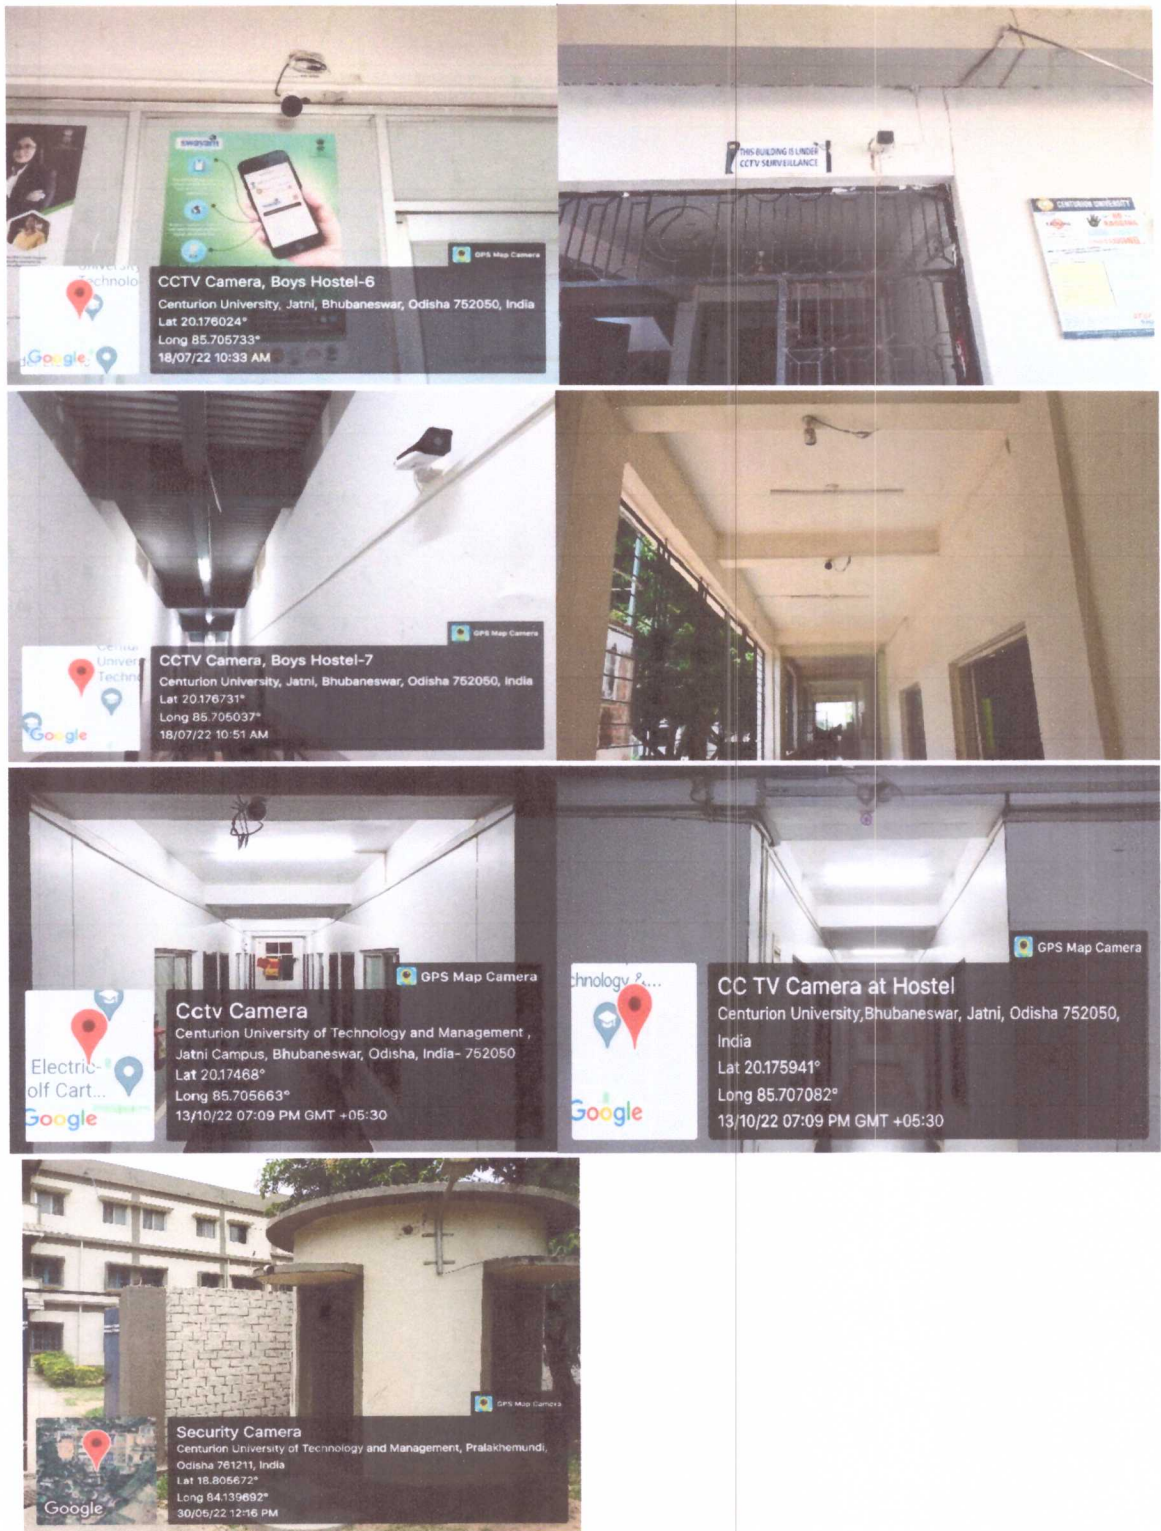 swayam
GPS Map Camera
Technolo
CCTV Camera, Boys Hostel-6
Centurion University, Jatni, Bhubaneswar, Odisha 752050, India
Lat 20.176024°
Long 85.705733°
18/07/22 10:33 AM
Google
THIS BUILDING IS UNDER
CCTV SURVEILLANCE
CENTURION UNIVERSITY
GPS Map Camera
Univer
Techn
CCTV Camera, Boys Hostel-7
Centurion University, Jatni, Bhubaneswar, Odisha 752050, India
Lat 20.176731°
Long 85.705037°
18/07/22 10:51 AM
Google
GPS Map Camera
Cctv Camera
Centurion University of Technology and Management ,
Jatni Campus, Bhubaneswar, Odisha, India- 752050
Lat 20.17468°
Long 85.705663°
13/10/22 07:09 PM GMT +05:30
Electric-
olf Cart...
Google
GPS Map Camera
chnology &...
CC TV Camera at Hostel
Centurion University,Bhubaneswar, Jatni, Odisha 752050,
India
Lat 20.175941°
Long 85.707082°
13/10/22 07:09 PM GMT +05:30
Google
GPS Map Camera
Security Camera
Centurion University of Technology and Management, Pralakhemundi,
Odisha 761211, India
Lat 18.805672°
Long 84.139692°
30/05/22 12:16 PM
Google